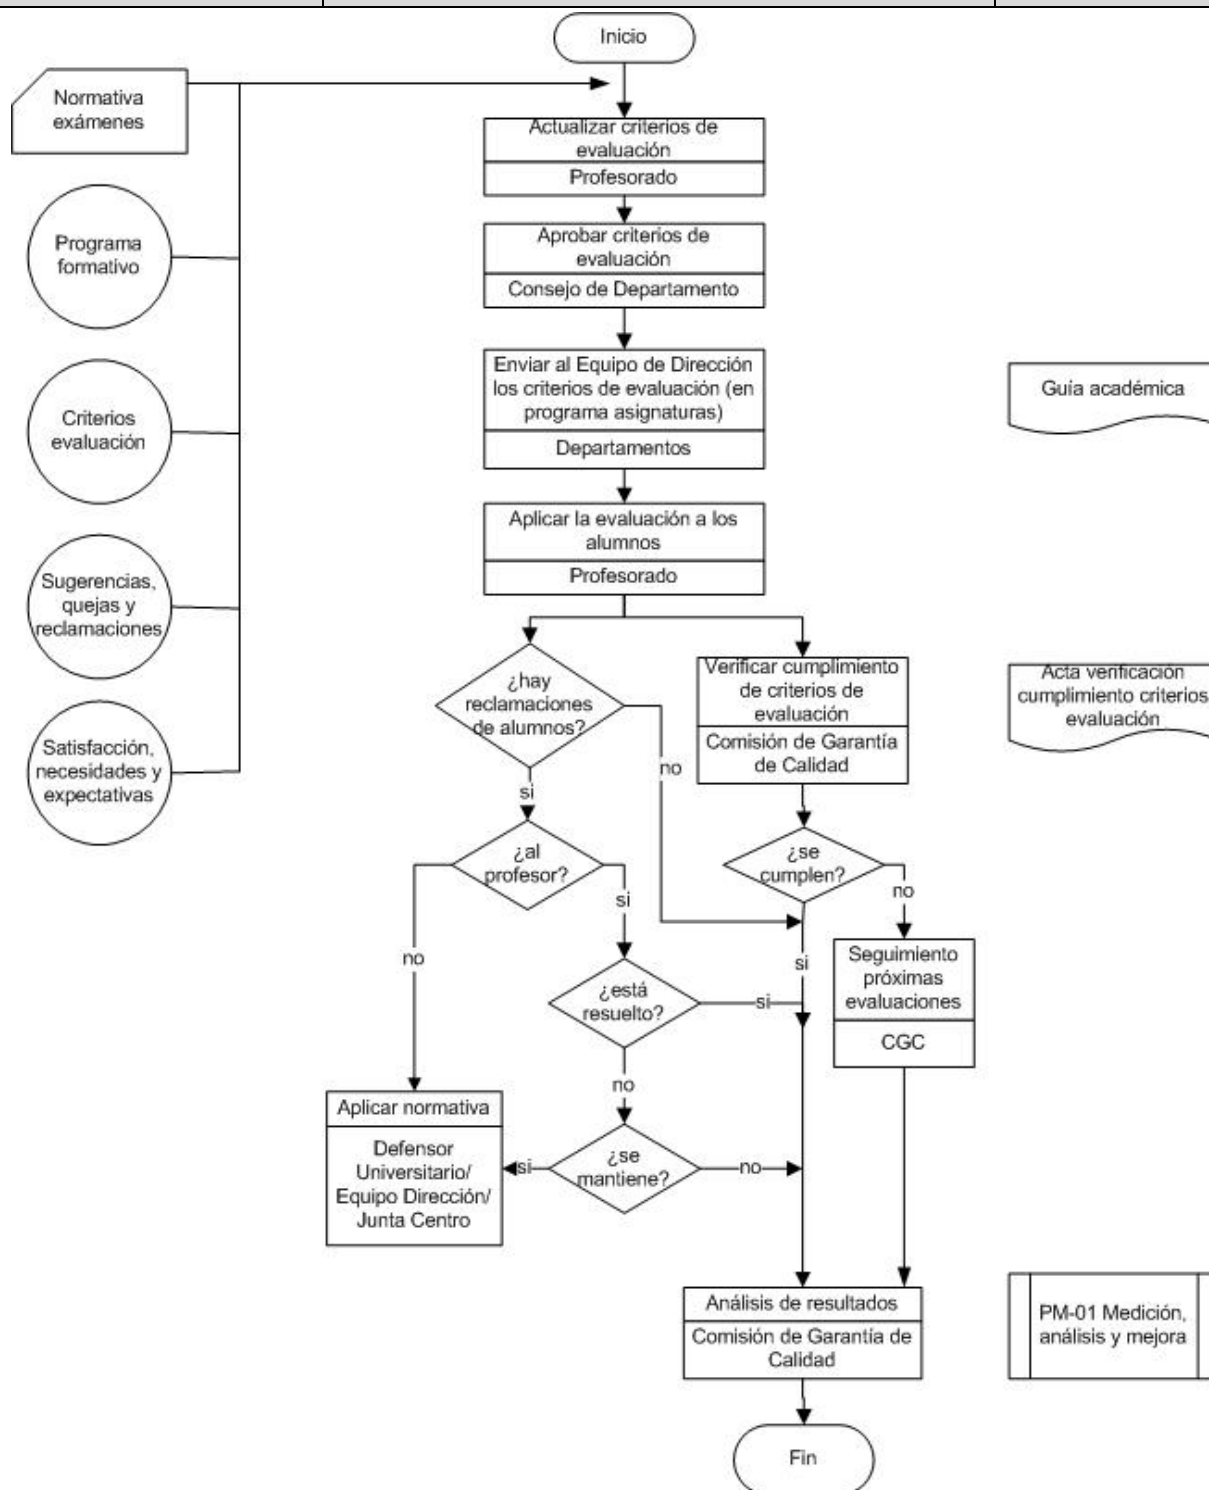 Inicio
Normativa
exámenes
Actualizar criterios de
evaluación
Profesorado
Programa
formativo
Aprobar criterios de
evaluación
Consejo de Departamento
Enviar al Equipo de Dirección
los criterios de evaluación (en
programa asignaturas)
Departamentos
Guía académica
Criterios
evaluación
Aplicar la evaluación a los
alumnos
Profesorado
Sugerencias,
quejas y
reclamaciones
¿hay
reclamaciones
de alumnos?
no
si
Verificar cumplimiento
de criterios de
evaluación
Comisión de Garantía
de Calidad
Acta verificación
cumplimiento criterios
evaluación
Satisfacción,
necesidades y
expectativas
¿al
profesor?
si
no
¿se
cumplen?
no
si
Seguimiento
próximas
evaluaciones
CGC
¿está
resuelto?
si
no
Aplicar normativa
Defensor
Universitario/
Equipo Dirección/
Junta Centro
si
¿se
mantiene?
no
Análisis de resultados
Comisión de Garantía de
Calidad
PM-01 Medición,
análisis y mejora
Fin